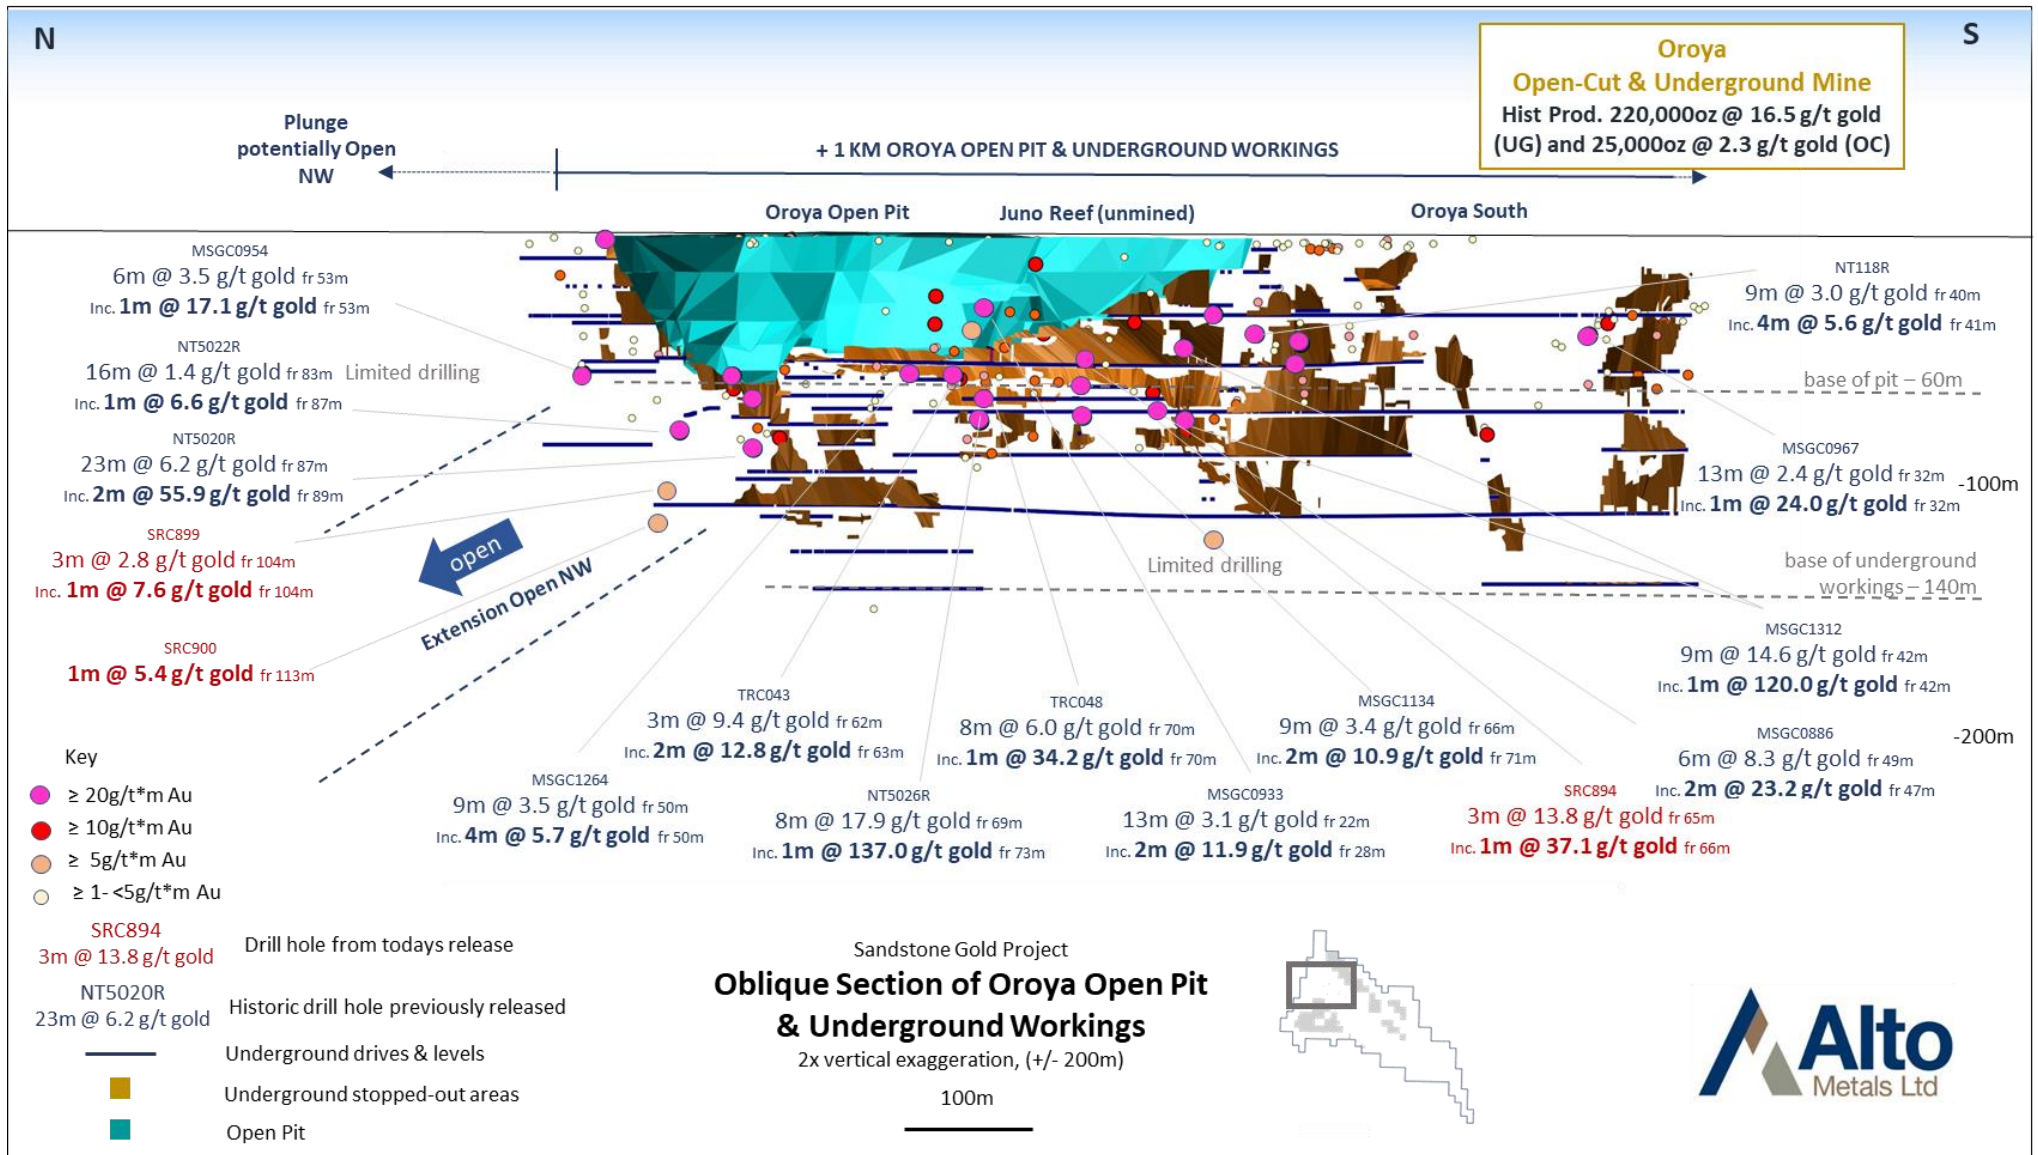 N
S
Oroya
Open-Cut & Underground Mine
Hist Prod. 220,000oz @ 16.5 g/t gold
(UG) and 25,000oz @ 2.3 g/t gold (OC)
Plunge
potentially Open
NW
+ 1 KM OROYA OPEN PIT & UNDERGROUND WORKINGS
Oroya Open Pit
Juno Reef (unmined)
Oroya South
MSGC0954
6m @ 3.5 g/t gold fr 53m
Inc. 1m @ 17.1 g/t gold fr 53m
NT5022R
16m @ 1.4 g/t gold fr 83m
Inc. 1m @ 6.6 g/t gold fr 87m
Limited drilling
NT5020R
23m @ 6.2 g/t gold fr 87m
Inc. 2m @ 55.9 g/t gold fr 89m
SRC899
3m @ 2.8 g/t gold fr 104m
Inc. 1m @ 7.6 g/t gold fr 104m
SRC900
1m @ 5.4 g/t gold fr 113m
open
Extension Open NW
NT118R
9m @ 3.0 g/t gold fr 40m
Inc. 4m @ 5.6 g/t gold fr 41m
base of pit – 60m
MSGC0967
13m @ 2.4 g/t gold fr 32m
Inc. 1m @ 24.0 g/t gold fr 32m
-100m
Limited drilling
base of underground
workings – 140m
MSGC1312
9m @ 14.6 g/t gold fr 42m
Inc. 1m @ 120.0 g/t gold fr 42m
MSGC0886
6m @ 8.3 g/t gold fr 49m
Inc. 2m @ 23.2 g/t gold fr 47m
-200m
TRC043
3m @ 9.4 g/t gold fr 62m
Inc. 2m @ 12.8 g/t gold fr 63m
TRC048
8m @ 6.0 g/t gold fr 70m
Inc. 1m @ 34.2 g/t gold fr 70m
MSGC1134
9m @ 3.4 g/t gold fr 66m
Inc. 2m @ 10.9 g/t gold fr 71m
MSGC1264
9m @ 3.5 g/t gold fr 50m
Inc. 4m @ 5.7 g/t gold fr 50m
NT5026R
8m @ 17.9 g/t gold fr 69m
Inc. 1m @ 137.0 g/t gold fr 73m
MSGC0933
13m @ 3.1 g/t gold fr 22m
Inc. 2m @ 11.9 g/t gold fr 28m
SRC894
3m @ 13.8 g/t gold fr 65m
Inc. 1m @ 37.1 g/t gold fr 66m
Key
≥ 20g/t*m Au
≥ 10g/t*m Au
≥ 5g/t*m Au
≥ 1- <5g/t*m Au
SRC894
3m @ 13.8 g/t gold
Drill hole from todays release
NT5020R
23m @ 6.2 g/t gold
Historic drill hole previously released
Underground drives & levels
Underground stopped-out areas
Open Pit
Sandstone Gold Project
Oblique Section of Oroya Open Pit
& Underground Workings
2x vertical exaggeration, (+/- 200m)
100m
Alto
Metals Ltd